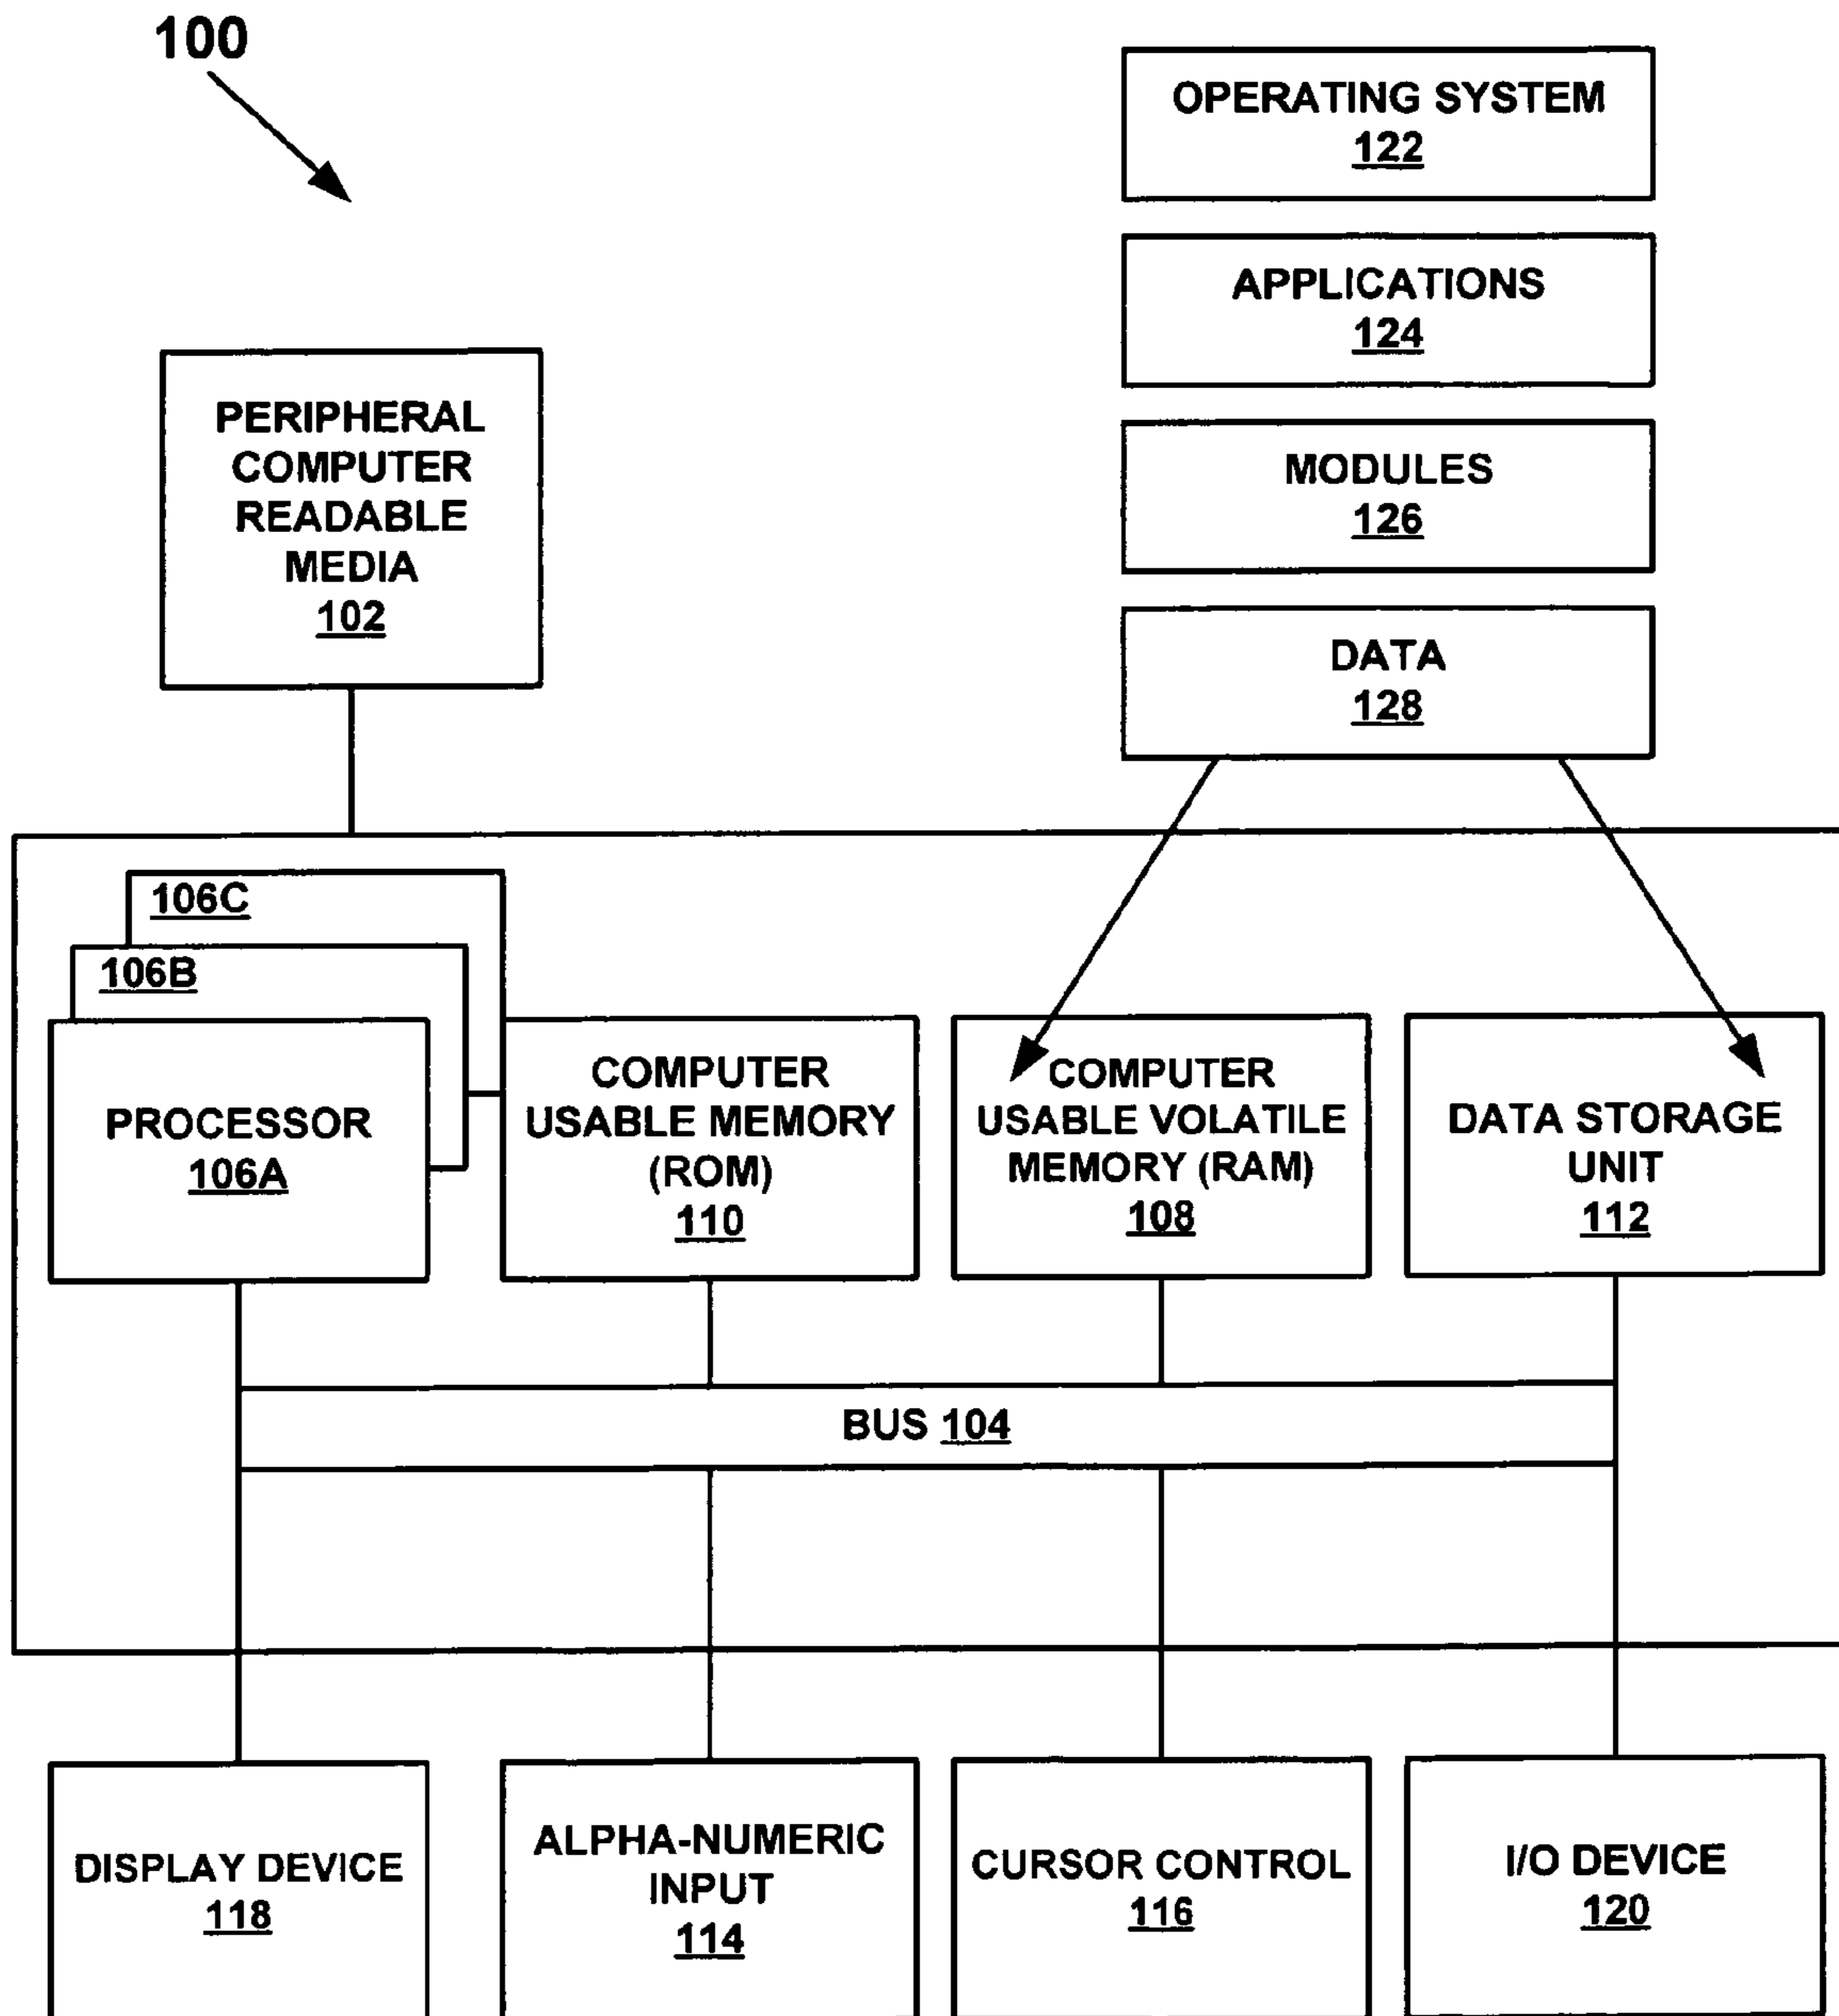 100
OPERATING SYSTEM
122
APPLICATIONS
124
PERIPHERAL
COMPUTER
READABLE
MEDIA
102
MODULES
126
DATA
128
106C
106B
PROCESSOR
106A
COMPUTER
USABLE MEMORY
(ROM)
110
COMPUTER
USABLE VOLATILE
MEMORY (RAM)
108
DATA STORAGE
UNIT
112
BUS 104
DISPLAY DEVICE
118
ALPHA-NUMERIC
INPUT
114
CURSOR CONTROL
116
I/O DEVICE
120